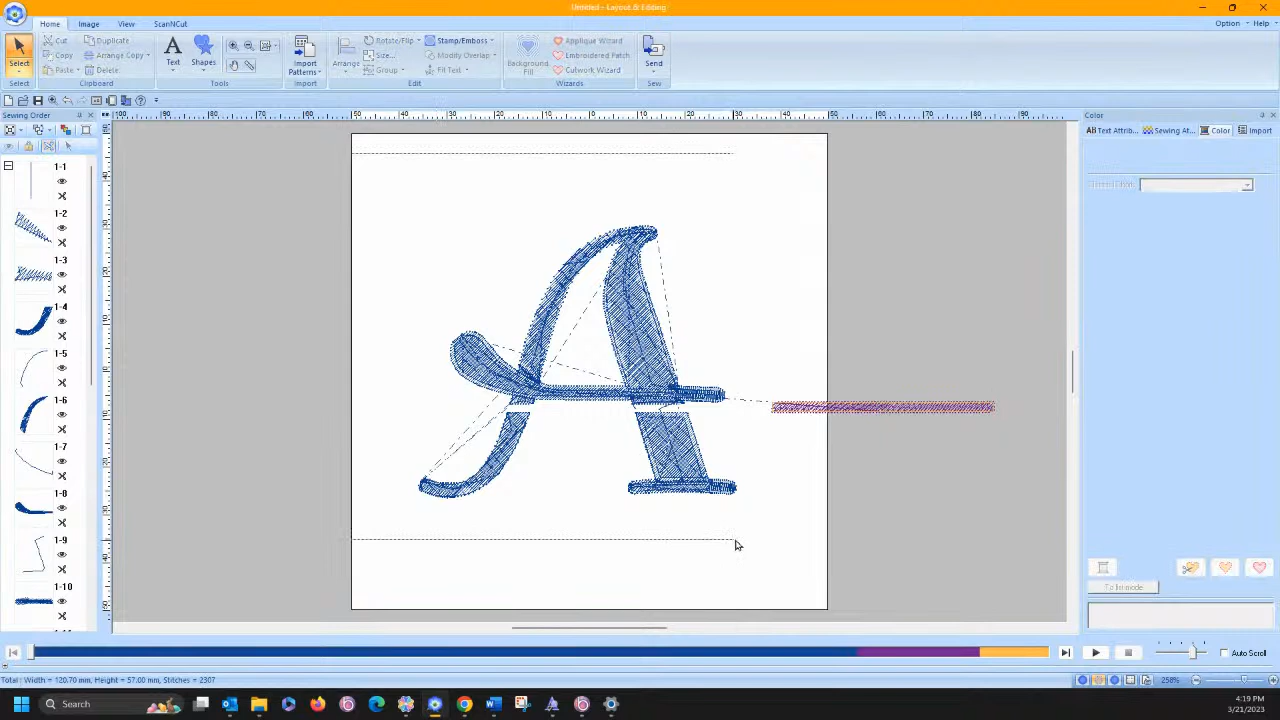 Untitled - Layout & Editing
Home Image View ScanNCut
Option Help
Select
Cut
Copy
Paste
Duplicate
Arrange Copy
Delete
Text
Shapes
Import
Patterns
Arrange
Rotate/Flip
Size...
Group
Stamp/Emboss
Modify Overlap
Fit Text
Background
Fill
Applique Wizard
Embroidered Patch
Cutwork Wizard
Send
Select Clipboard Tools Import Edit Wizards Sew
Sewing Order
1-1
1-2
1-3
1-4
1-5
1-6
1-7
1-8
1-9
1-10
A
Color
Text Attrib...
Sewing At...
Color
Import
Auto Scroll
Total : Width = 120.70 mm, Height = 57.00 mm, Stitches = 2307
258%
Search
4:19 PM
3/21/2023